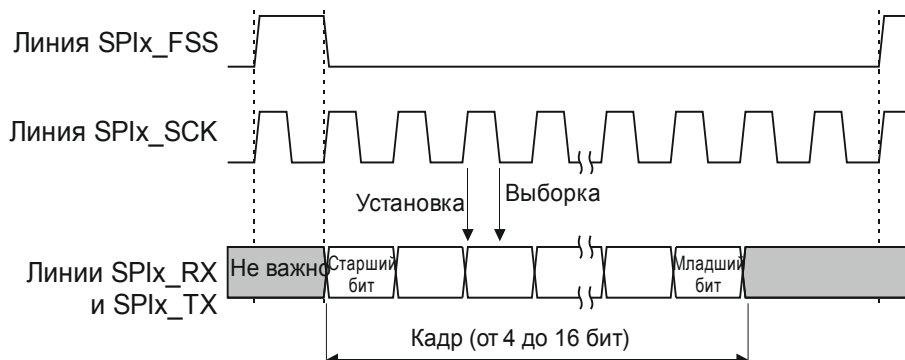 Линия SPIx_FSS
Линия SPIx_SCK
Установка
Выборка
Линии SPIx_RX
и SPIx_TX
Не важно
Старший
бит
Младший
бит
Кадр (от 4 до 16 бит)